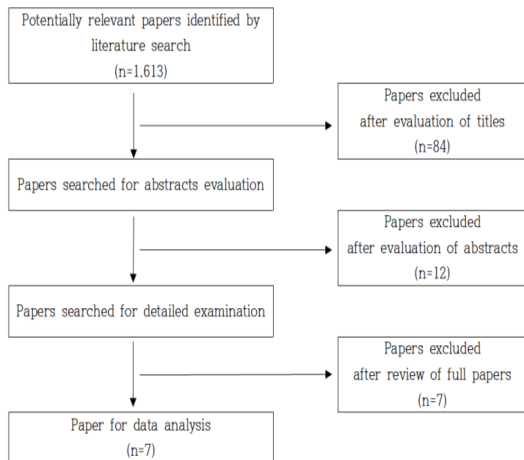 Potentially relevant papers identified by
literature search
(n=1,613)
Papers excluded
after evaluation of titles
(n=84)
Papers searched for abstracts evaluation
Papers excluded
after evaluation of abstracts
(n=12)
Papers searched for detailed examination
Papers excluded
after review of full papers
(n=7)
Paper for data analysis
(n=7)